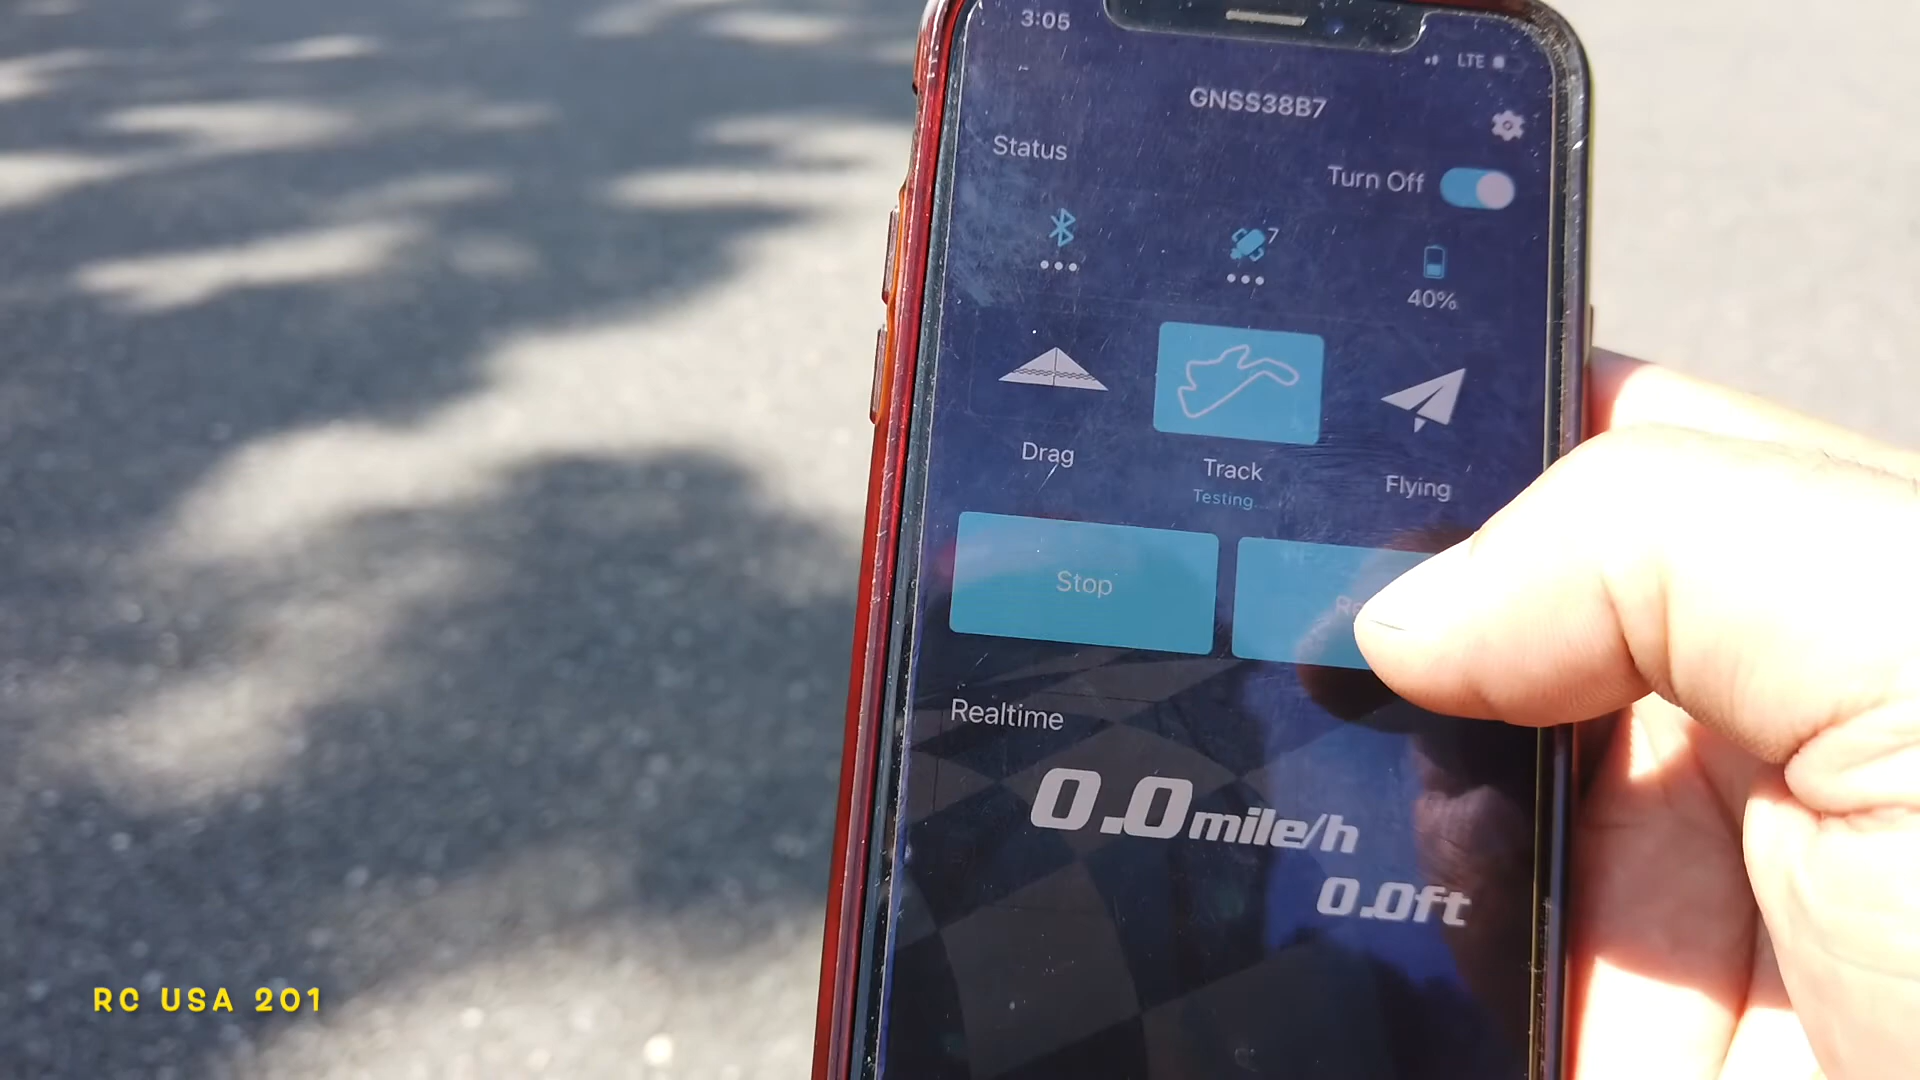 3:05
LTE
GNSS38B7
Status
Turn Off
7
40%
Drag
Track
Flying
Testing...
Stop
Realtime
0.0mile/h
0.0ft
RC USA 201